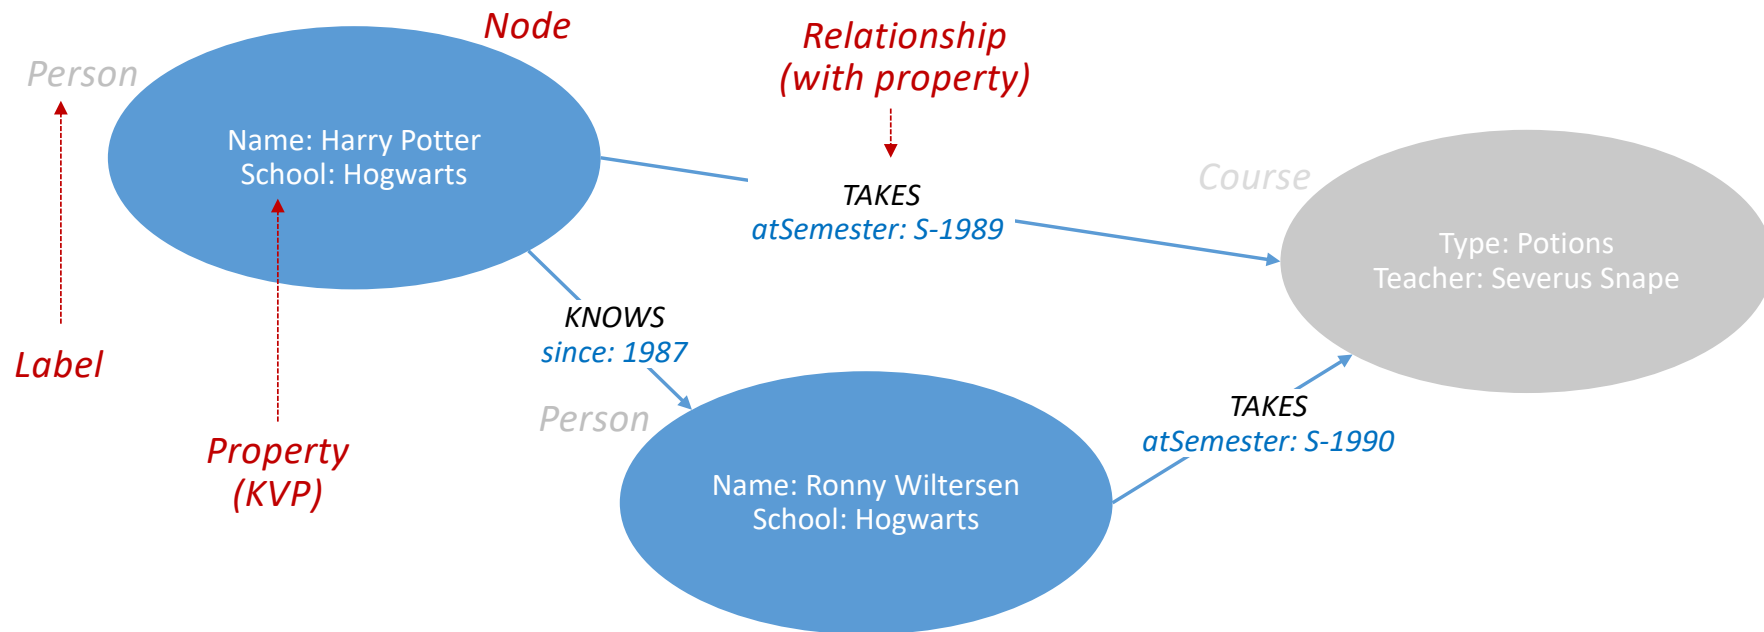 Node
Person
Name: Harry Potter
School: Hogwarts
Relationship
(with property)
TAKES
atSemester: S-1989
Course
Type: Potions
Teacher: Severus Snape
KNOWS
since: 1987
Label
Property
(KVP)
Person
Name: Ronny Wiltersen
School: Hogwarts
TAKES
atSemester: S-1990